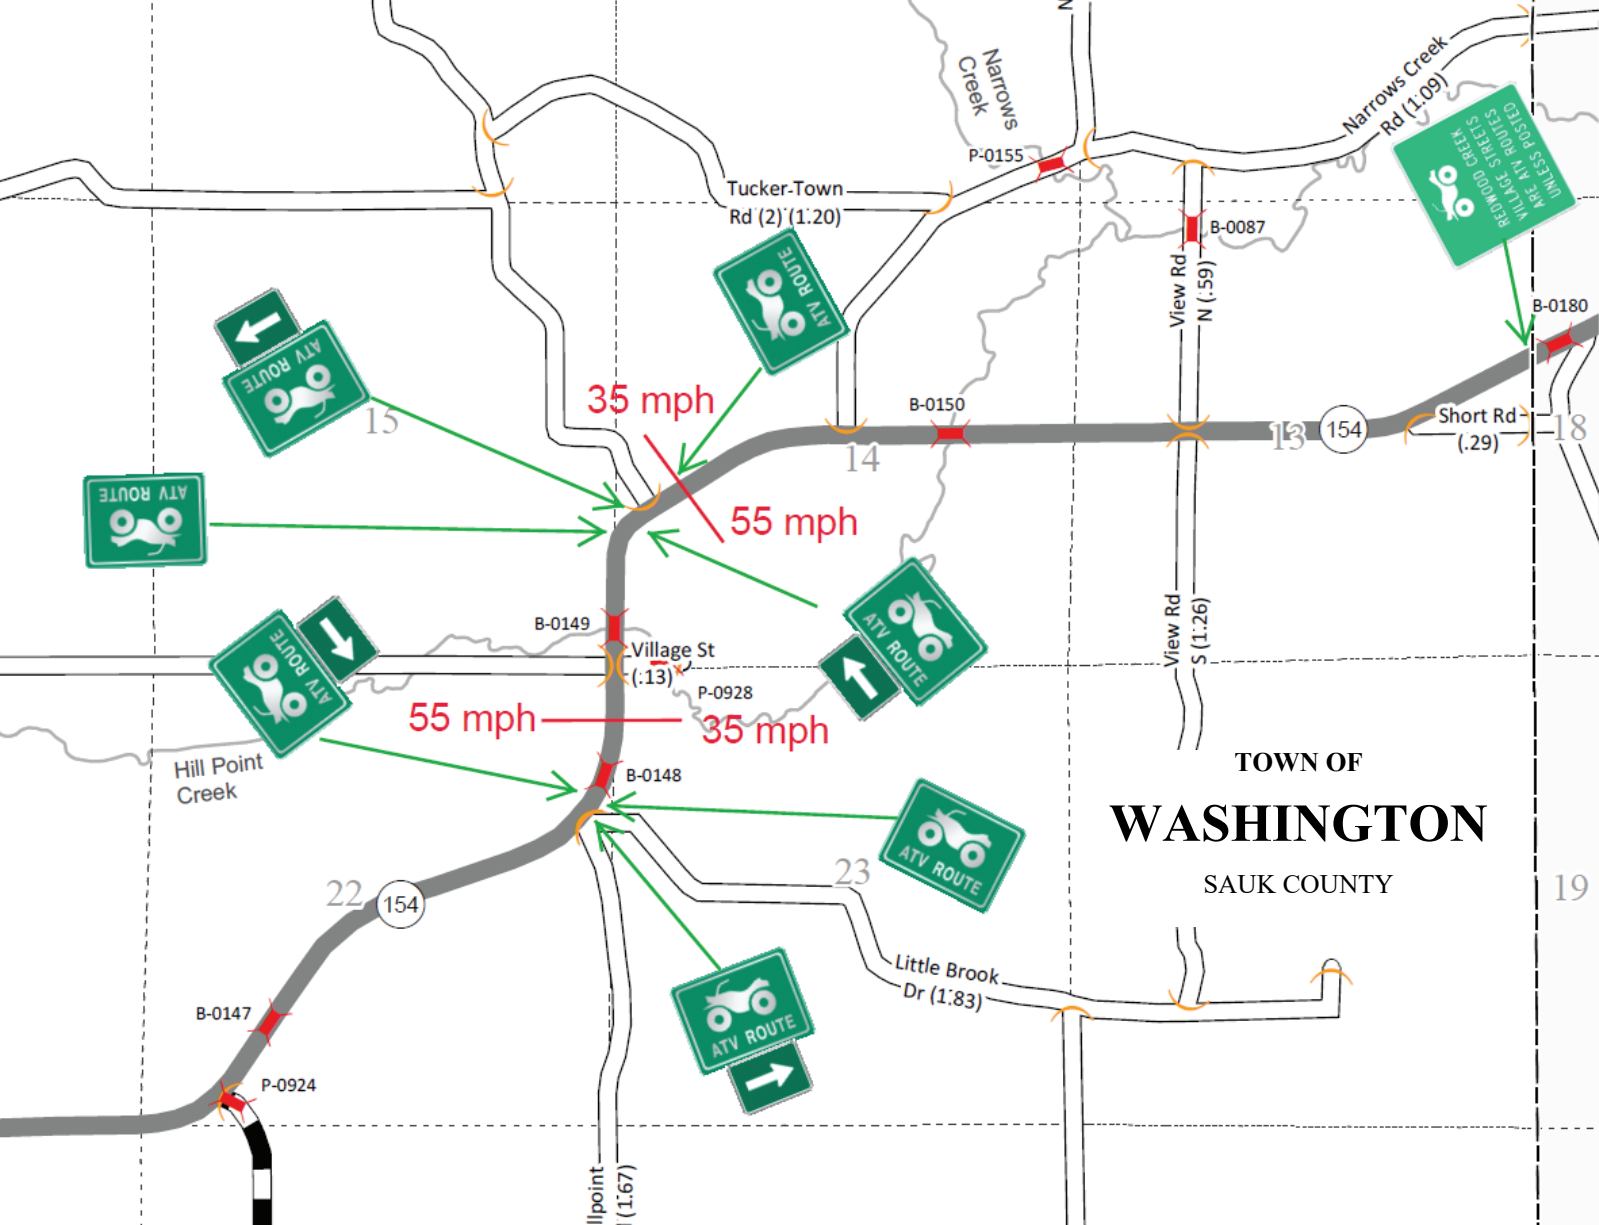 N
Narrows
Creek
Narrows Creek
Rd (1.09)
P-0155
REDWOOD CREEK
VILLAGE STREETS
ARE ATV ROUTES
UNLESS POSTED
Tucker-Town
Rd (2) (1.20)
B-0087
View Rd
N (.59)
ATV ROUTE
B-0180
ATV ROUTE
15
35 mph
B-0150
14
13
154
Short Rd
(.29)
18
ATV ROUTE
55 mph
ATV ROUTE
B-0149
Village St
(.13)
P-0928
View Rd
S (1.26)
ATV ROUTE
55 mph
35 mph
Hill Point
Creek
B-0148
TOWN OF
WASHINGTON
SAUK COUNTY
ATV ROUTE
22
154
23
19
Little Brook
Dr (1.83)
ATV ROUTE
B-0147
P-0924
llpoint
(1.67)